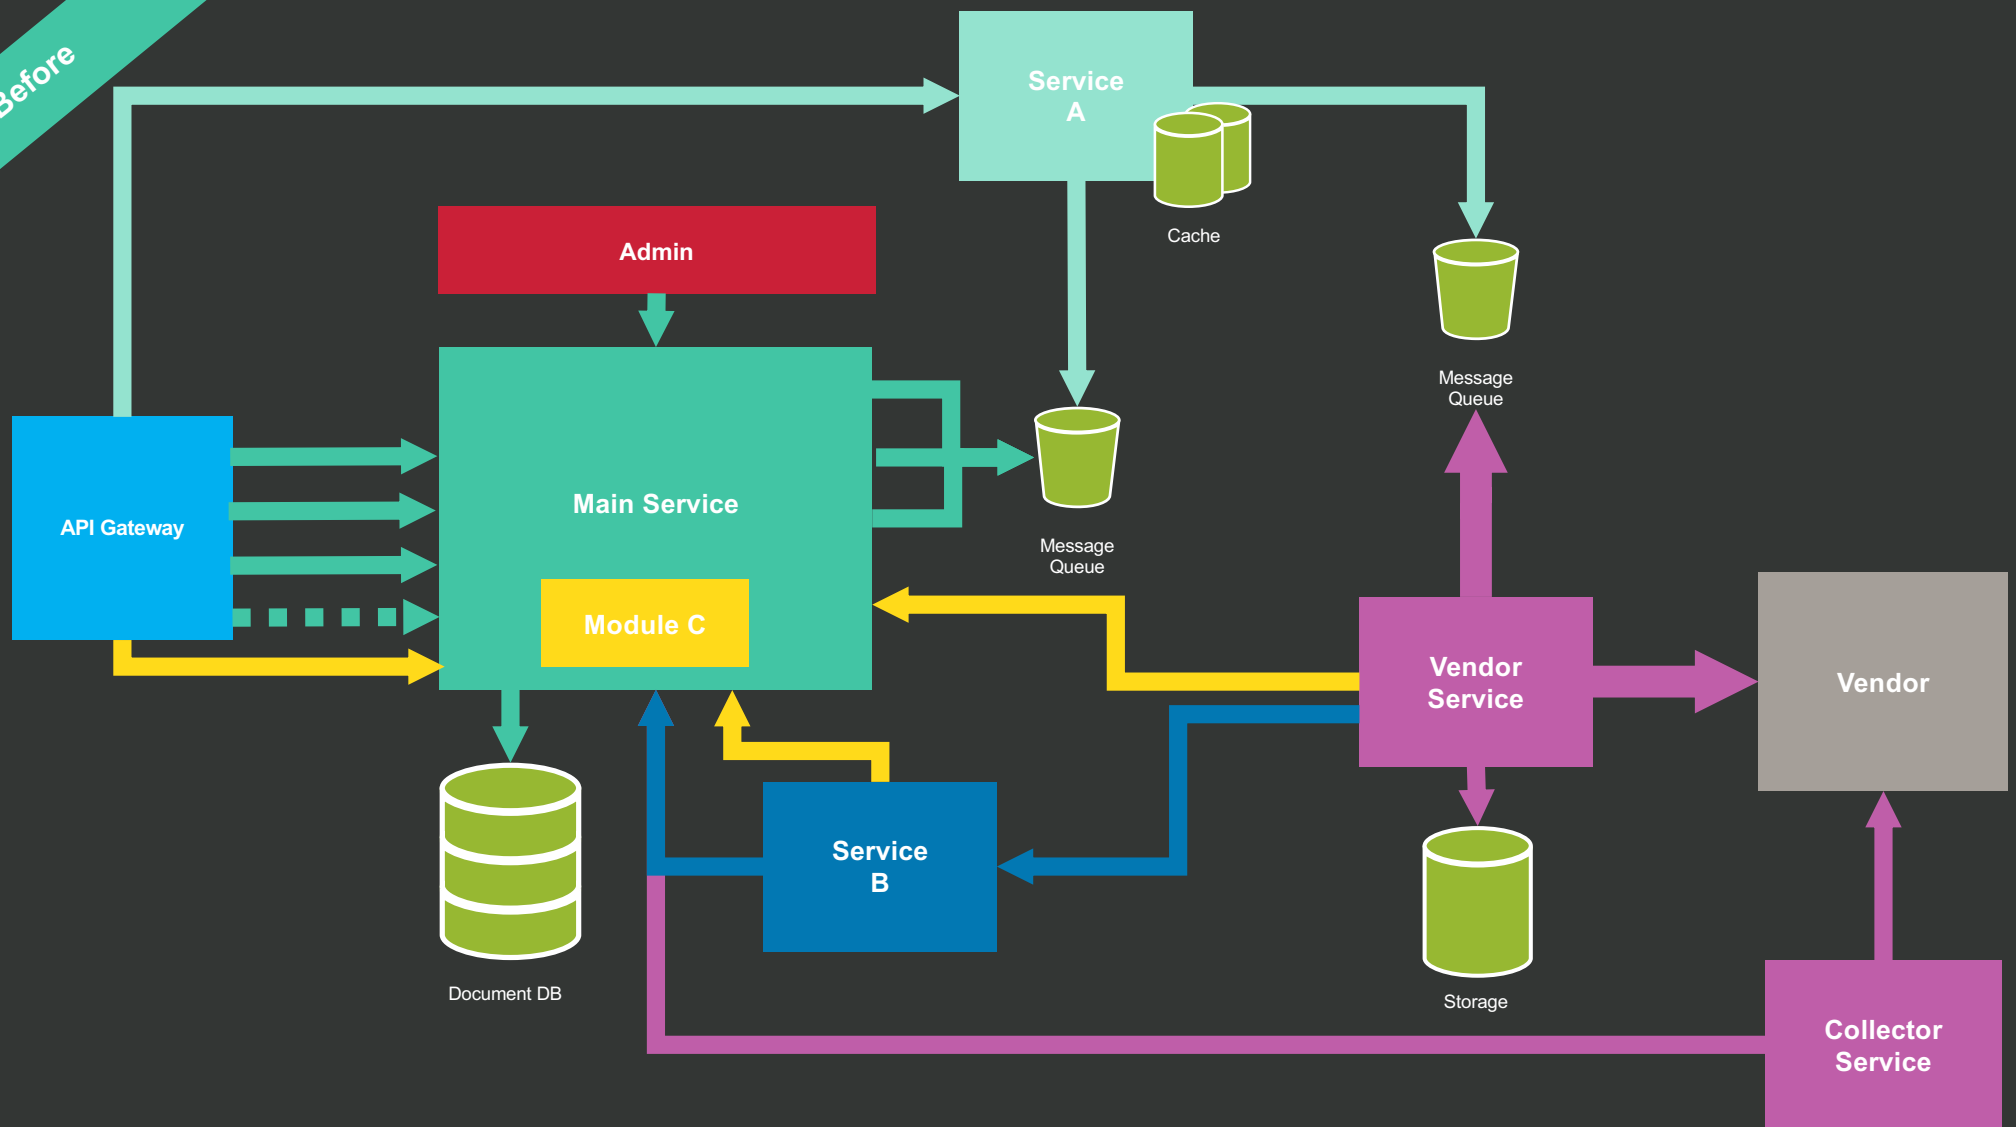 Before
Service
A
Cache
Admin
Message
Queue
Main Service
API Gateway
Message
Queue
Module C
Vendor
Service
Vendor
Service
B
Document DB
Storage
Collector
Service